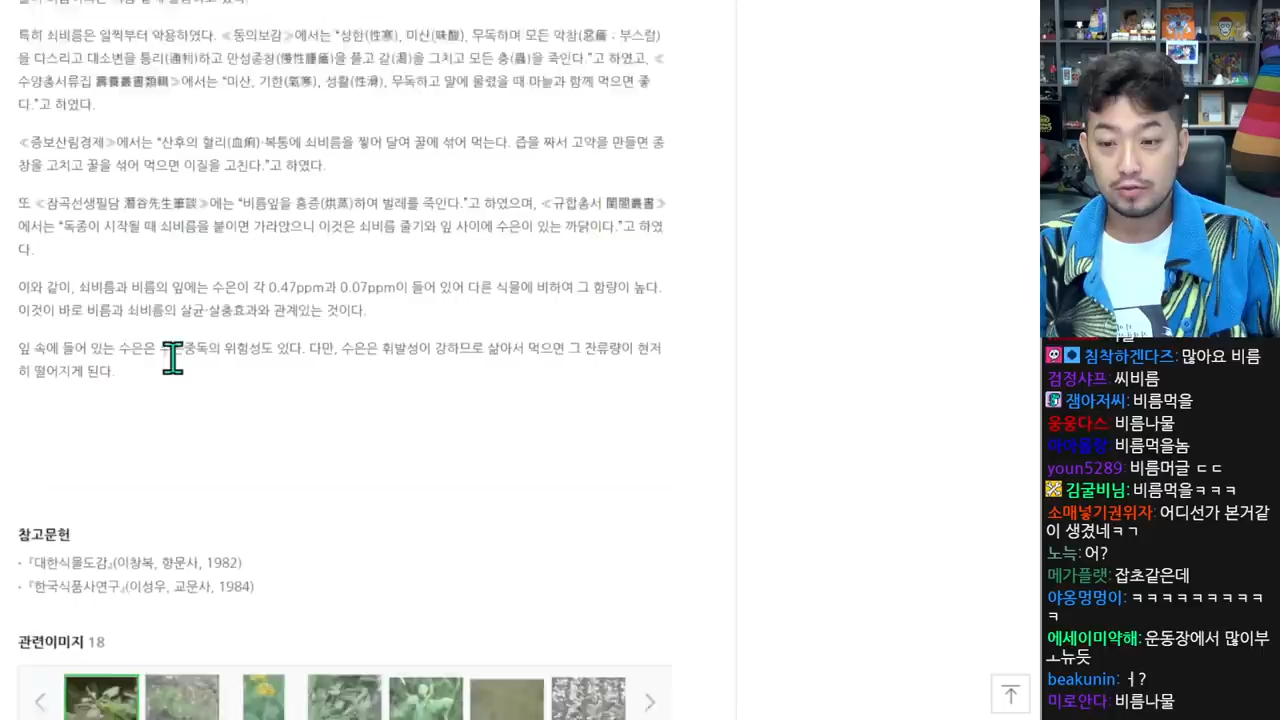 특히 쇠비름은 일찍부터 약용하였다. ≪동의보감≫에서는 “성한(性寒), 미산(味酸), 무독하며 모든 악창(惡瘡 : 부스럼)
을 다스리고 대소변을 통리(通利)하고 만성종창(慢性腫瘡)을 풀고 갈(渴)을 그치고 모든 충(蟲)을 죽인다.”고 하였고, ≪
수양총서류집 壽養叢書類輯≫에서는 “미산, 기한(氣寒), 성활(性滑), 무독하고 말에 물렸을 때 마늘과 함께 먹으면 좋
다.”고 하였다.
≪증보산림경제≫에서는 “산후의 혈리(血痢)·복통에 쇠비름을 찧어 달여 꿀에 섞어 먹는다. 즙을 짜서 고약을 만들면 종
창을 고치고 꿀을 섞어 먹으면 이질을 고친다.”고 하였다.
또 ≪잠곡선생필담 潛谷先生筆談≫에는 “비름잎을 홍증(烘蒸)하여 벌레를 죽인다.”고 하였으며, ≪규합총서 閨閤叢書≫
에서는 “독종이 시작될 때 쇠비름을 붙이면 가라앉으니 이것은 쇠비름 줄기와 잎 사이에 수은이 있는 까닭이다.”고 하였
다.
이와 같이, 쇠비름과 비름의 잎에는 수은이 각 0.47ppm과 0.07ppm이 들어 있어 다른 식물에 비하여 그 함량이 높다.
이것이 바로 비름과 쇠비름의 살균·살충효과와 관계있는 것이다.
잎 속에 들어 있는 수은은 중독의 위험성도 있다. 다만, 수은은 휘발성이 강하므로 삶아서 먹으면 그 잔류량이 현저
히 떨어지게 된다.
참고문헌
·『대한식물도감』(이창복, 향문사, 1982)
·『한국식품사연구』(이성우, 교문사, 1984)
관련이미지 18
침착하겐다즈: 많아요 비름
검정샤프: 씨비름
잼아저씨: 비름먹을
웅웅다스: 비름나물
비름먹을놈
youn5289: 비름머글 ㄷㄷ
김굴비님: 비름먹을ㅋㅋㅋ
소매넣기권위자: 어디선가 본거같
이 생겼네ㅋㄱ
노늑: 어?
메가플랫: 잡초같은데
야옹멍멍이: ㅋㅋㅋㅋㅋㅋㅋㅋㅋ
ㅋ
에세이미약해: 운동장에서 많이부
ㅗ뉴듯
beakunin: ㅕ?
미로안다: 비름나물